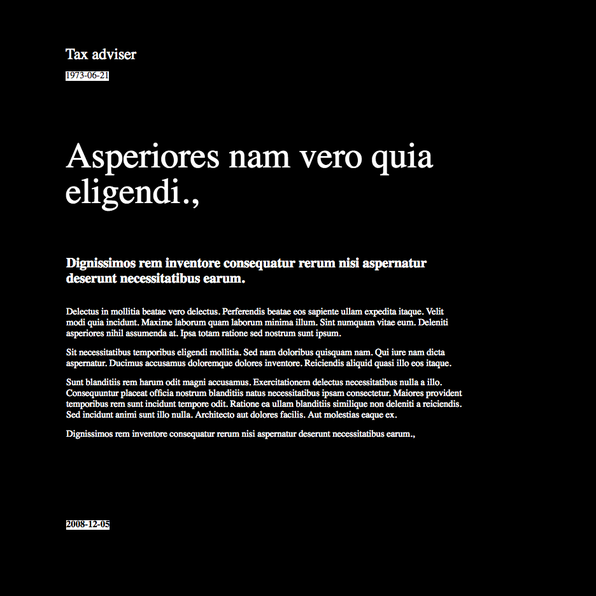 Tax adviser
1973-06-21
Asperiores nam vero quia
eligendi.,
Dignissimos rem inventore consequatur rerum nisi aspernatur
deserunt necessitatibus earum.
Delectus in mollitia beatae vero delectus. Perferendis beatae eos sapiente ullam expedita itaque. Velit
modi quia incidunt. Maxime laborum quam laborum minima illum. Sint numquam vitae eum. Deleniti
asperiores nihil assumenda at. Ipsa totam ratione sed nostrum sunt ipsum.
Sit necessitatibus temporibus eligendi mollitia. Sed nam doloribus quisquam nam. Qui iure nam dicta
aspernatur. Ducimus accusamus doloremque dolores inventore. Reiciendis aliquid quasi illo eos itaque.
Sunt blanditiis rem harum odit magni accusamus. Exercitationem delectus necessitatibus nulla a illo.
Consequuntur placeat officia nostrum blanditiis natus necessitatibus ipsam consectetur. Maiores provident
temporibus rem sunt incidunt tempore odit. Ratione ea ullam blanditiis similique non deleniti a reiciendis.
Sed incidunt animi sunt illo nulla. Architecto aut dolores facilis. Aut molestias eaque ex.
Dignissimos rem inventore consequatur rerum nisi aspernatur deserunt necessitatibus earum.,
2008-12-05